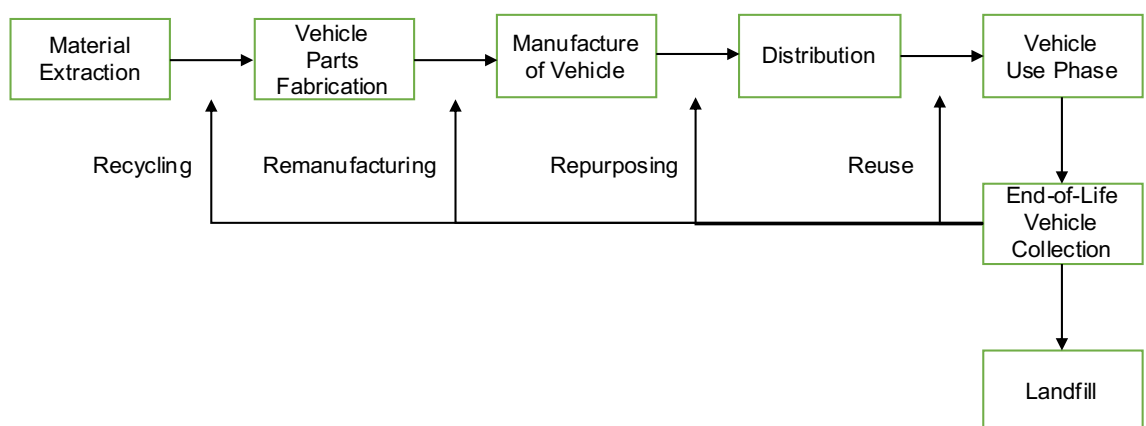 Material
Extraction
Vehicle
Parts
Fabrication
Manufacture
of Vehicle
Distribution
Vehicle
Use Phase
Recycling
Remanufacturing
Repurposing
Reuse
End-of-Life
Vehicle
Collection
Landfill